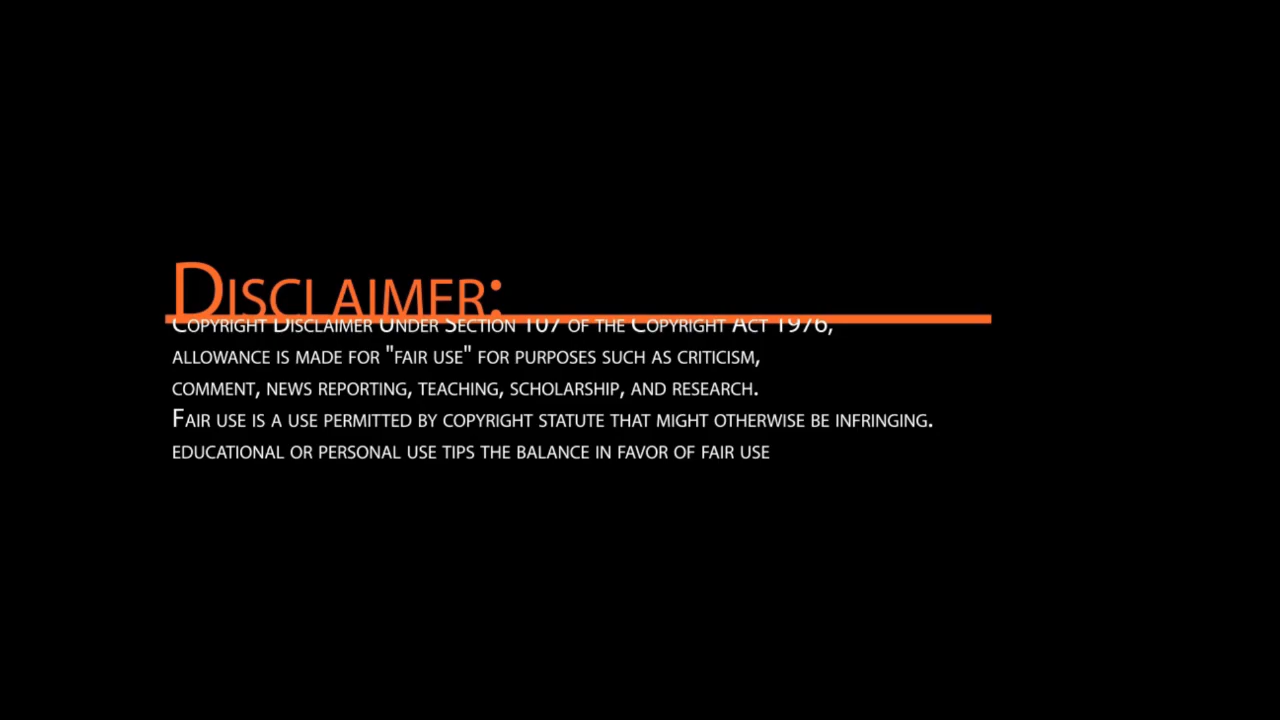 Disclaimer:
Copyright Disclaimer Under Section 107 of the Copyright Act 1976,
allowance is made for "fair use" for purposes such as criticism,
comment, news reporting, teaching, scholarship, and research.
Fair use is a use permitted by copyright statute that might otherwise be infringing.
educational or personal use tips the balance in favor of fair use